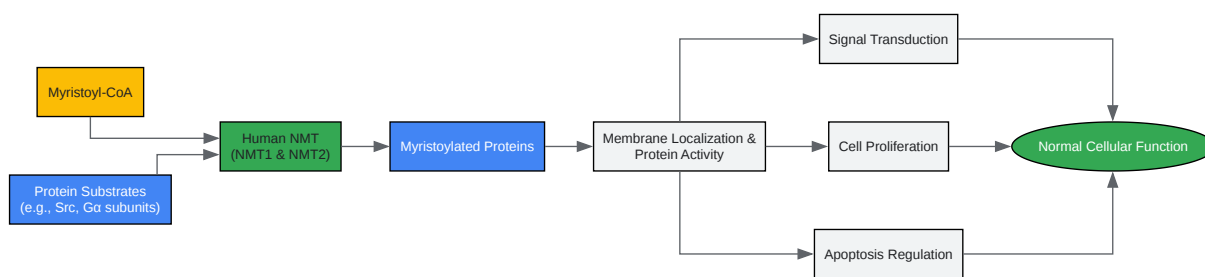 Myristoyl-CoA
Protein Substrates
(e.g., Src, Gα subunits)
Human NMT
(NMT1 & NMT2)
Myristoylated Proteins
Membrane Localization &
Protein Activity
Signal Transduction
Cell Proliferation
Apoptosis Regulation
Normal Cellular Function